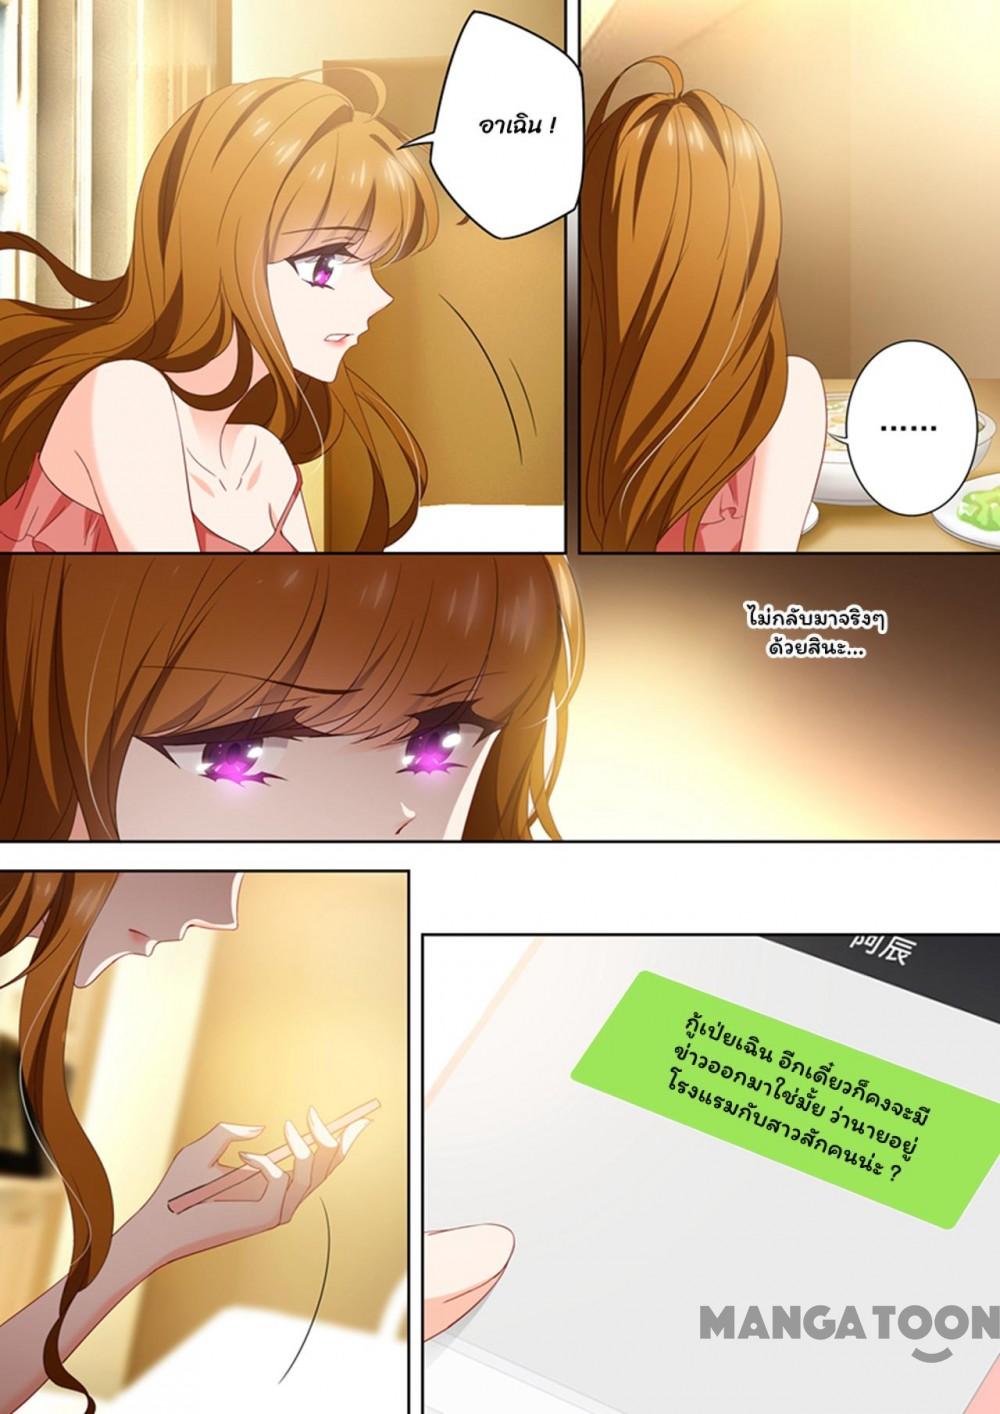 อาเฉิน !
......
ไม่กลับมาจริงๆ
ด้วยสินะ...
阿辰
กู้เป่ยเฉิน อีกเดี๋ยวก็คงจะมี
ข่าวออกมาใช่มั้ย ว่านายอยู่
โรงแรมกับสาวสักคนน่ะ ?
MANGATOON